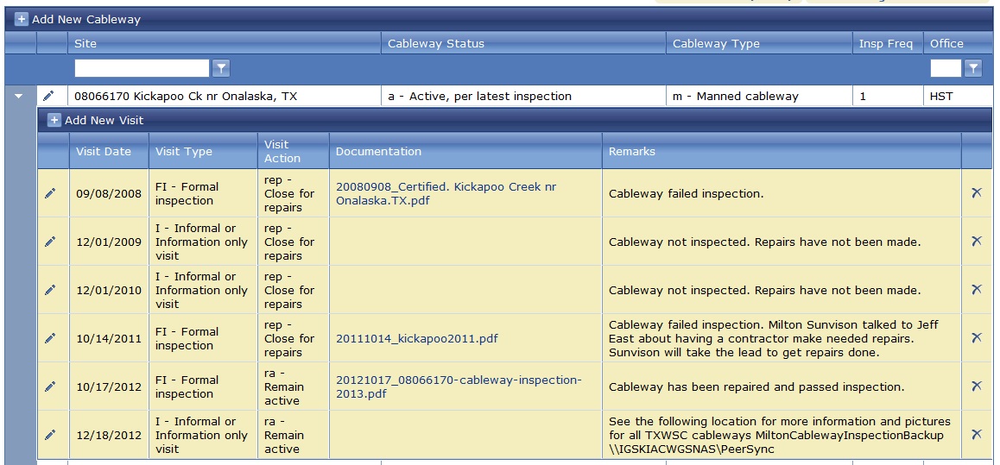 Add New Cableway
Site Cableway Status Cableway Type Insp Freq Office
08066170 Kickapoo Ck nr Onalaska, TX a - Active, per latest inspection m - Manned cableway 1 HST
Add New Visit
Visit Date Visit Type Visit Action Documentation Remarks
09/08/2008
FI - Formal
inspection
rep -
Close for
repairs
20080908_Certified. Kickapoo Creek nr
Onalaska.TX.pdf
Cableway failed inspection.
12/01/2009
I - Informal or
Information only
visit
rep -
Close for
repairs
Cableway not inspected. Repairs have not been made.
12/01/2010
I - Informal or
Information only
visit
rep -
Close for
repairs
Cableway not inspected. Repairs have not been made.
10/14/2011
FI - Formal
inspection
rep -
Close for
repairs
20111014_kickapoo2011.pdf
Cableway failed inspection. Milton Sunvison talked to Jeff
East about having a contractor make needed repairs.
Sunvison will take the lead to get repairs done.
10/17/2012
FI - Formal
inspection
ra -
Remain
active
20121017_08066170-cableway-inspection-
2013.pdf
Cableway has been repaired and passed inspection.
12/18/2012
I - Informal or
Information only
visit
ra -
Remain
active
See the following location for more information and pictures
for all TXWSC cableways MiltonCablewayInspectionBackup
\\IGSKIACWGSNAS\PeerSync